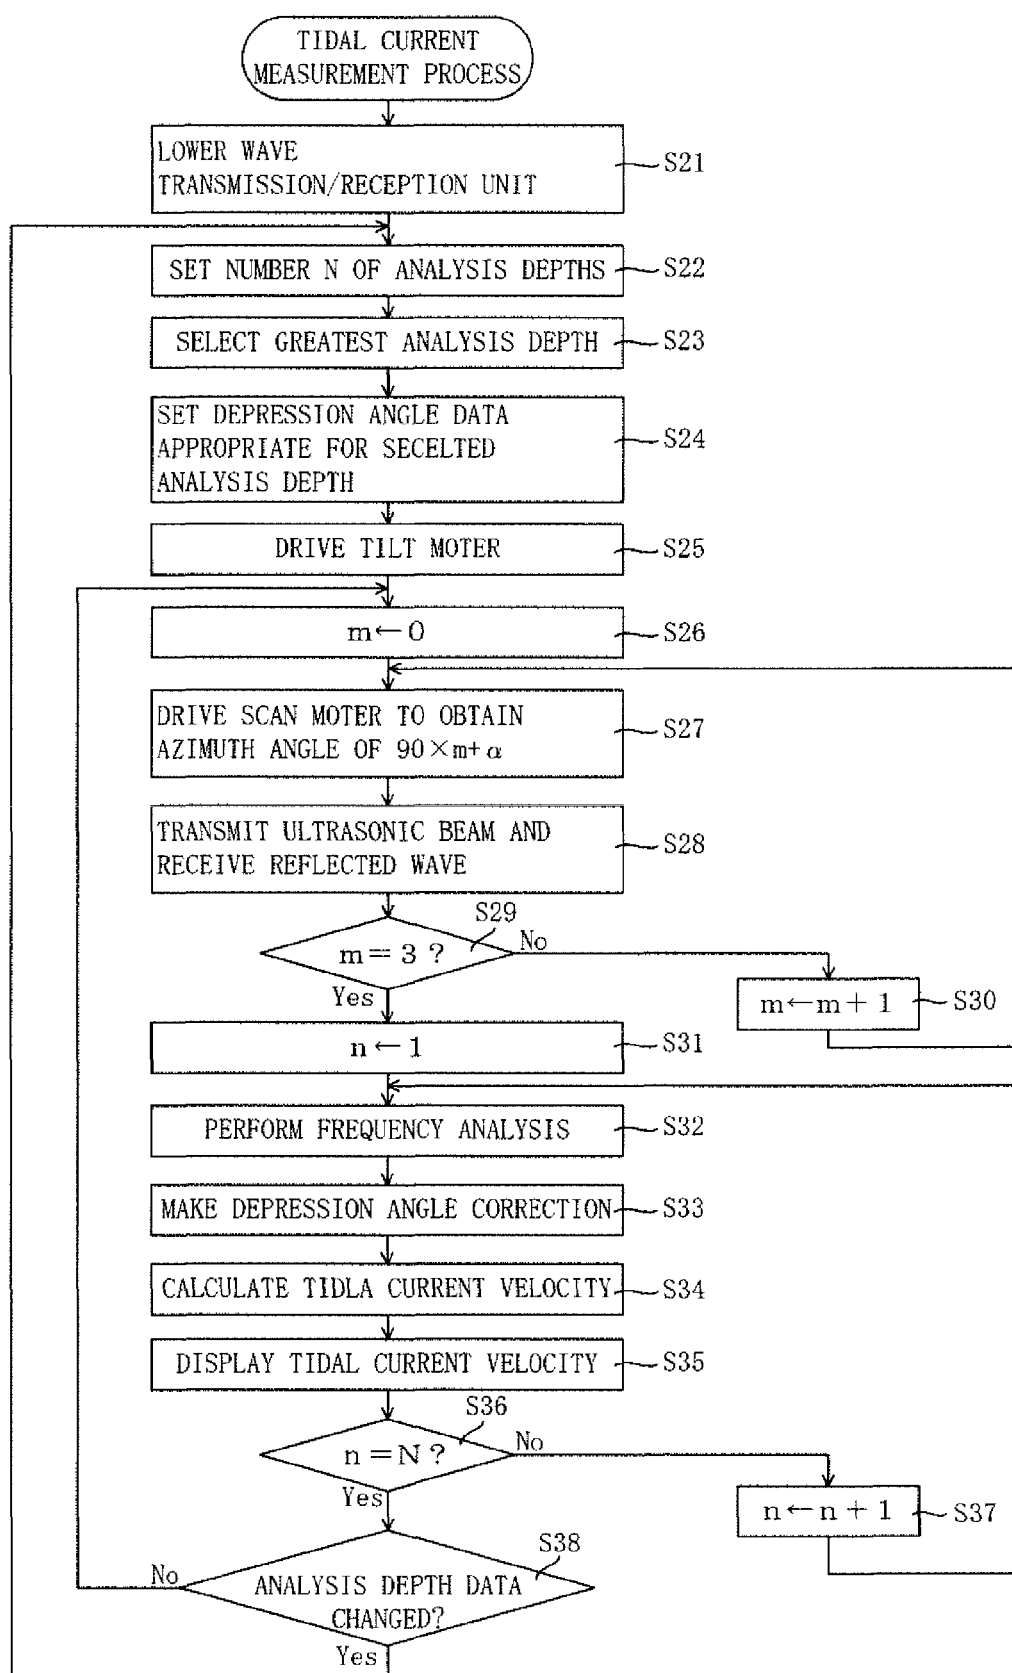 TIDAL CURRENT
MEASUREMENT PROCESS
LOWER WAVE
TRANSMISSION/RECEPTION UNIT
S21
SET NUMBER N OF ANALYSIS DEPTHS
S22
SELECT GREATEST ANALYSIS DEPTH
S23
SET DEPRESSION ANGLE DATA
APPROPRIATE FOR SECELTED
ANALYSIS DEPTH
S24
DRIVE TILT MOTER
S25
m←0
S26
DRIVE SCAN MOTER TO OBTAIN
AZIMUTH ANGLE OF 90×m+α
S27
TRANSMIT ULTRASONIC BEAM AND
RECEIVE REFLECTED WAVE
S28
S29
m=3?
No
Yes
m←m+1
S30
n←1
S31
PERFORM FREQUENCY ANALYSIS
S32
MAKE DEPRESSION ANGLE CORRECTION
S33
CALCULATE TIDLA CURRENT VELOCITY
S34
DISPLAY TIDAL CURRENT VELOCITY
S35
S36
n=N?
No
Yes
n←n+1
S37
S38
No
ANALYSIS DEPTH DATA
CHANGED?
Yes